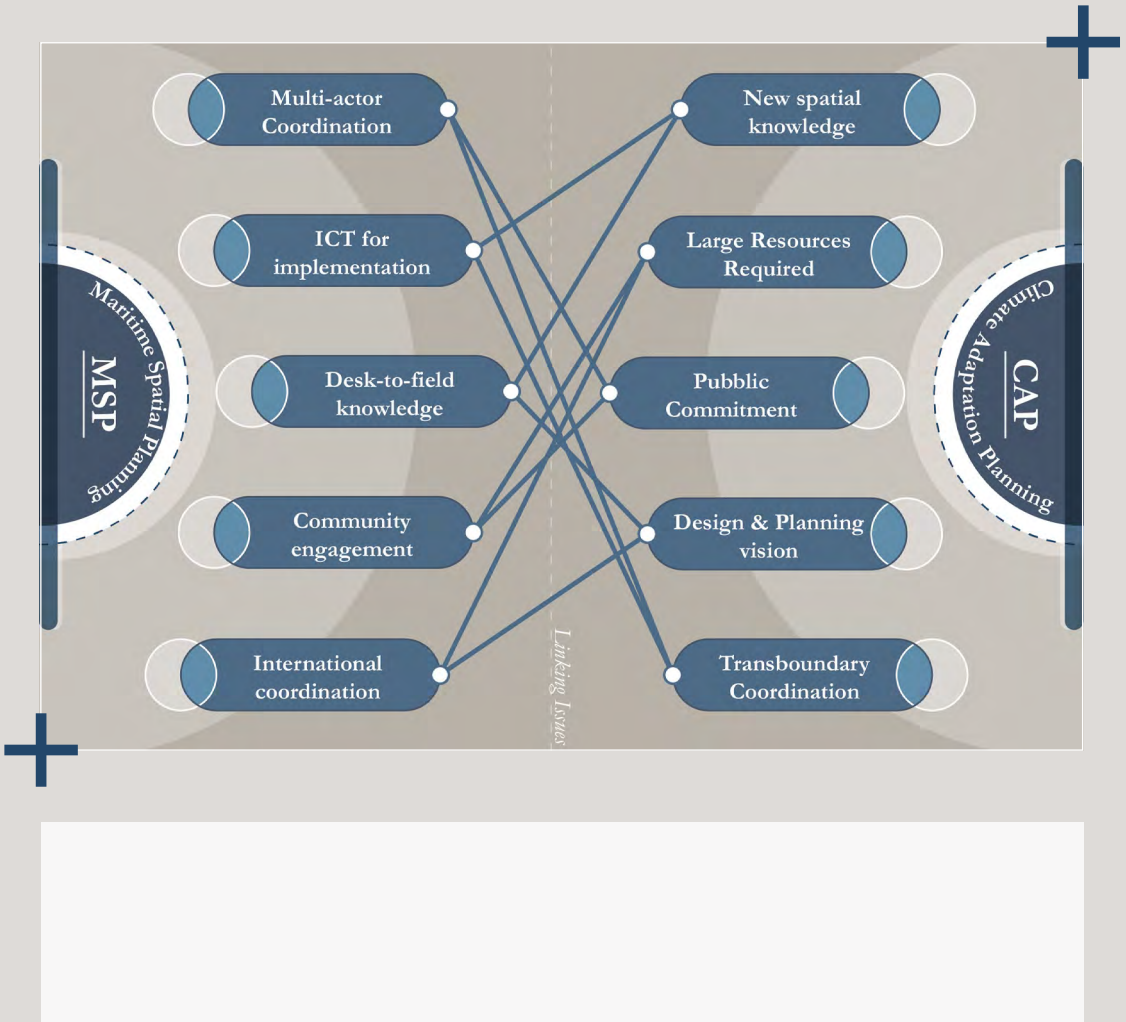 Maritime Spatial Planning
MSP
Multi-actor
Coordination
ICT for
implementation
Desk-to-field
knowledge
Community
engagement
International
coordination
Linking Issues
New spatial
knowledge
Large Resources
Required
Pubblic
Commitment
Design & Planning
vision
Transboundary
Coordination
CAP
Climate Adaptation Planning